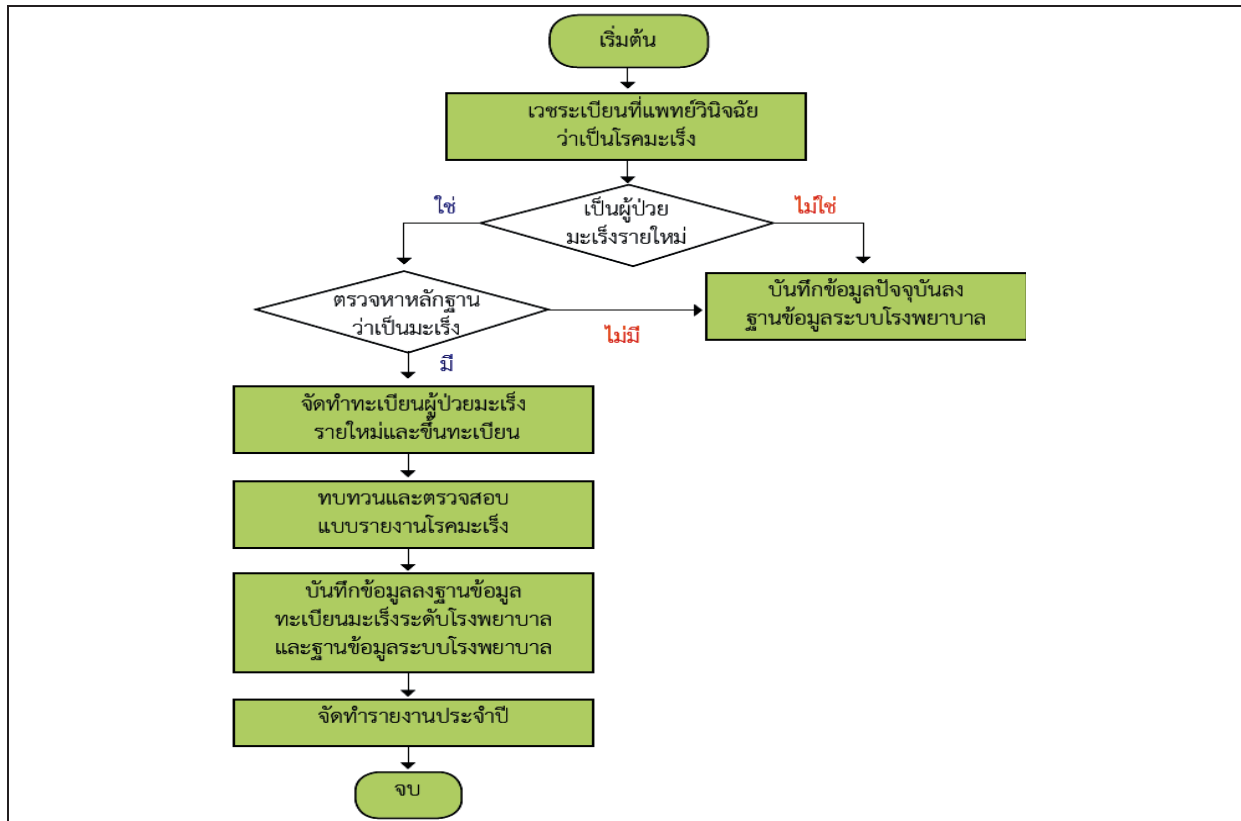 เริ่มต้น
เวชระเบียนที่แพทย์วินิจฉัย
ว่าเป็นโรคมะเร็ง
ใช่
เป็นผู้ป่วย
มะเร็งรายใหม่
ไม่ใช่
ตรวจหาหลักฐาน
ว่าเป็นมะเร็ง
ไม่มี
บันทึกข้อมูลปัจจุบันลง
ฐานข้อมูลระบบโรงพยาบาล
มี
จัดทำทะเบียนผู้ป่วยมะเร็ง
รายใหม่และขึ้นทะเบียน
ทบทวนและตรวจสอบ
แบบรายงานโรคมะเร็ง
บันทึกข้อมูลลงฐานข้อมูล
ทะเบียนมะเร็งระดับโรงพยาบาล
และฐานข้อมูลระบบโรงพยาบาล
จัดทำรายงานประจำปี
จบ